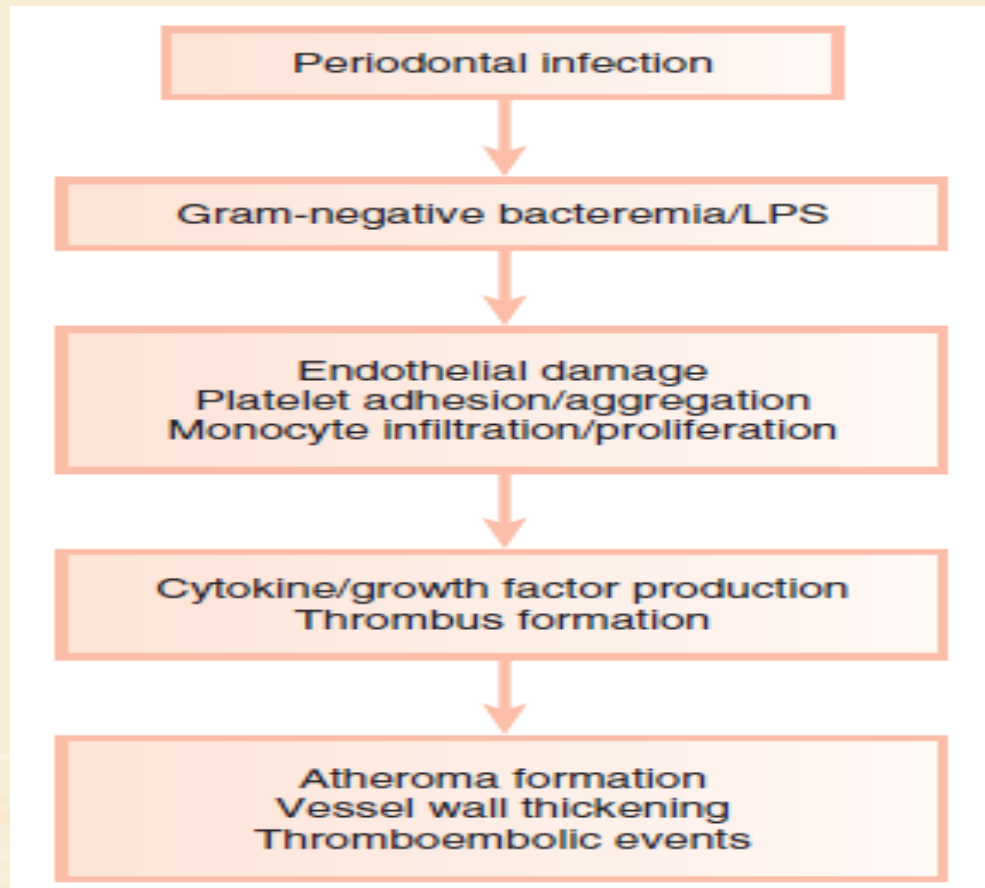 Periodontal infection
Gram-negative bacteremia/LPS
Endothelial damage
Platelet adhesion/aggregation
Monocyte infiltration/proliferation
Cytokine/growth factor production
Thrombus formation
Atheroma formation
Vessel wall thickening
Thromboembolic events